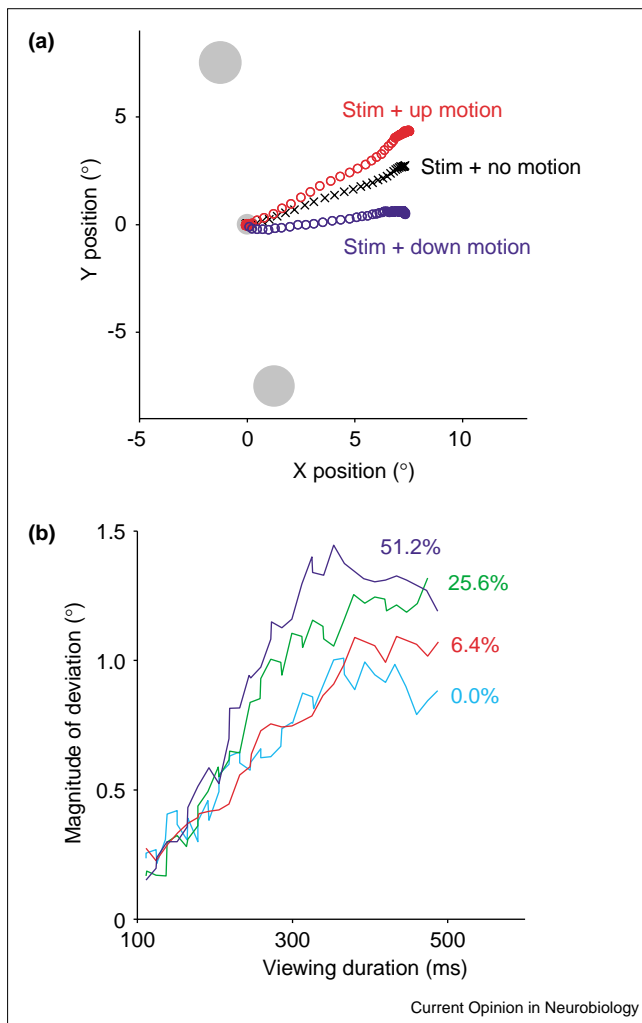 (a)
5
0
-5
Y position (°)
Stim + up motion
Stim + no motion
Stim + down motion
-5 0 5 10
X position (°)
(b)
1.5
1.0
0.5
0
Magnitude of deviation (°)
51.2%
25.6%
6.4%
0.0%
100 300 500
Viewing duration (ms)
Current Opinion in Neurobiology